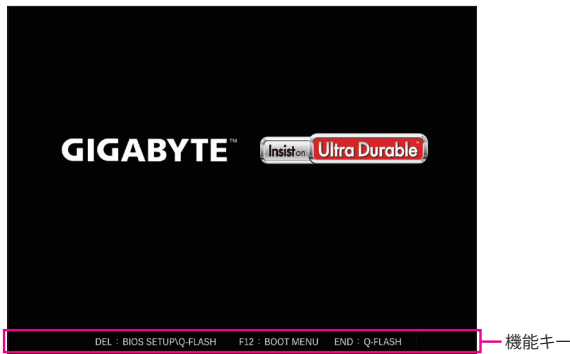 GIGABYTE™ Insist on Ultra Durable™
DEL : BIOS SETUP\Q-FLASH F12 : BOOT MENU END : Q-FLASH
機能キー